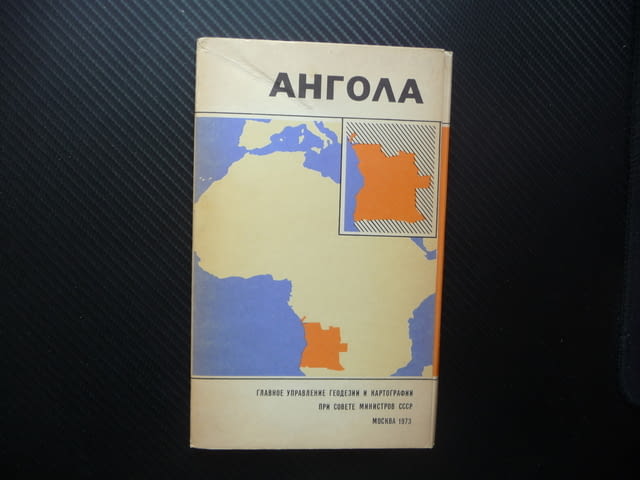 АНГОЛА
ГЛАВНОЕ УПРАВЛЕНИЕ ГЕОДЕЗИИ И КАРТОГРАФИИ
ПРИ СОВЕТЕ МИНИСТРОВ СССР
МОСКВА 1973